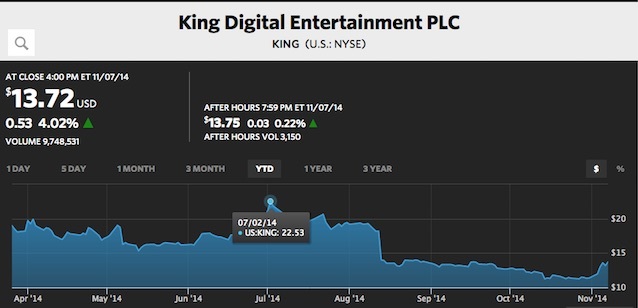 King Digital Entertainment PLC
KING (U.S.: NYSE)
AT CLOSE 4:00 PM ET 11/07/14
$13.72 USD
0.53 4.02%
VOLUME 9,748,531
AFTER HOURS 7:59 PM ET 11/07/14
$13.75 0.03 0.22%
AFTER HOURS VOL 3,150
1 DAY 5 DAY 1 MONTH 3 MONTH YTD 1 YEAR 3 YEAR $ %
07/02/14
US:KING: 22.53
$20
$15
$10
Apr '14 May '14 Jun '14 Jul '14 Aug '14 Sep '14 Oct '14 Nov '14